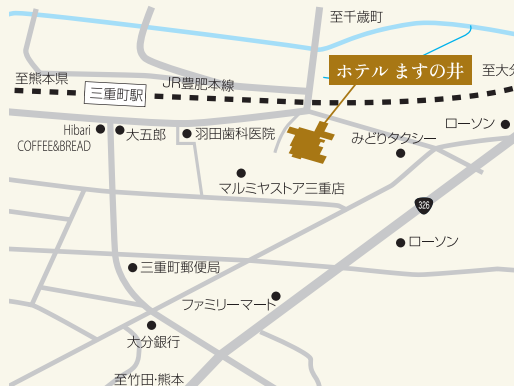 至千歳町
至熊本県
JR豊肥本線
ホテル ますの井
至大分
三重町駅
Hibari
COFFEE&BREAD
大五郎
羽田歯科医院
みどりタクシー
ローソン
マルミヤストア三重店
326
ローソン
三重町郵便局
ファミリーマート
大分銀行
至竹田·熊本